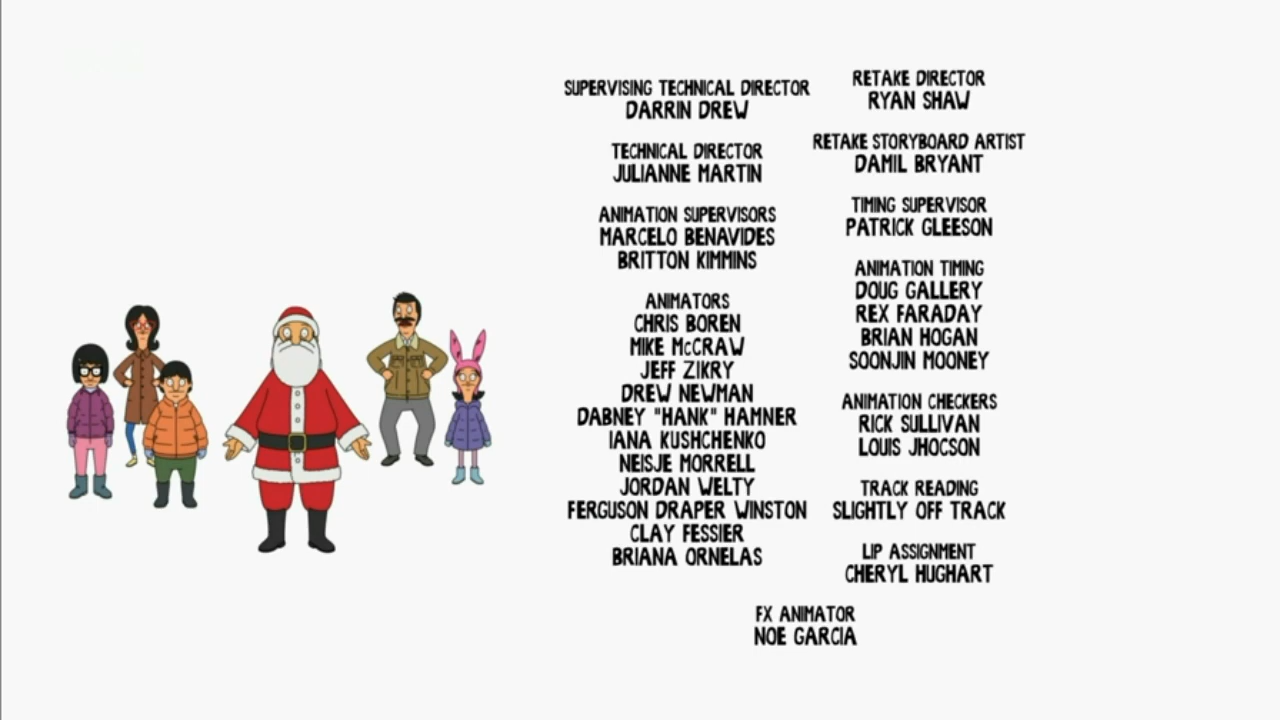 SUPERVISING TECHNICAL DIRECTOR
DARRIN DREW
TECHNICAL DIRECTOR
JULIANNE MARTIN
ANIMATION SUPERVISORS
MARCELO BENAVIDES
BRITTON KIMMINS
ANIMATORS
CHRIS BOREN
MIKE McCRAW
JEFF ZIKRY
DREW NEWMAN
DABNEY "HANK" HAMNER
IANA KUSHCHENKO
NEISJE MORRELL
JORDAN WELTY
FERGUSON DRAPER WINSTON
CLAY FESSIER
BRIANA ORNELAS
RETAKE DIRECTOR
RYAN SHAW
RETAKE STORYBOARD ARTIST
DAMIL BRYANT
TIMING SUPERVISOR
PATRICK GLEESON
ANIMATION TIMING
DOUG GALLERY
REX FARADAY
BRIAN HOGAN
SOONJIN MOONEY
ANIMATION CHECKERS
RICK SULLIVAN
LOUIS JHOCSON
TRACK READING
SLIGHTLY OFF TRACK
LIP ASSIGNMENT
CHERYL HUGHART
FX ANIMATOR
NOE GARCIA